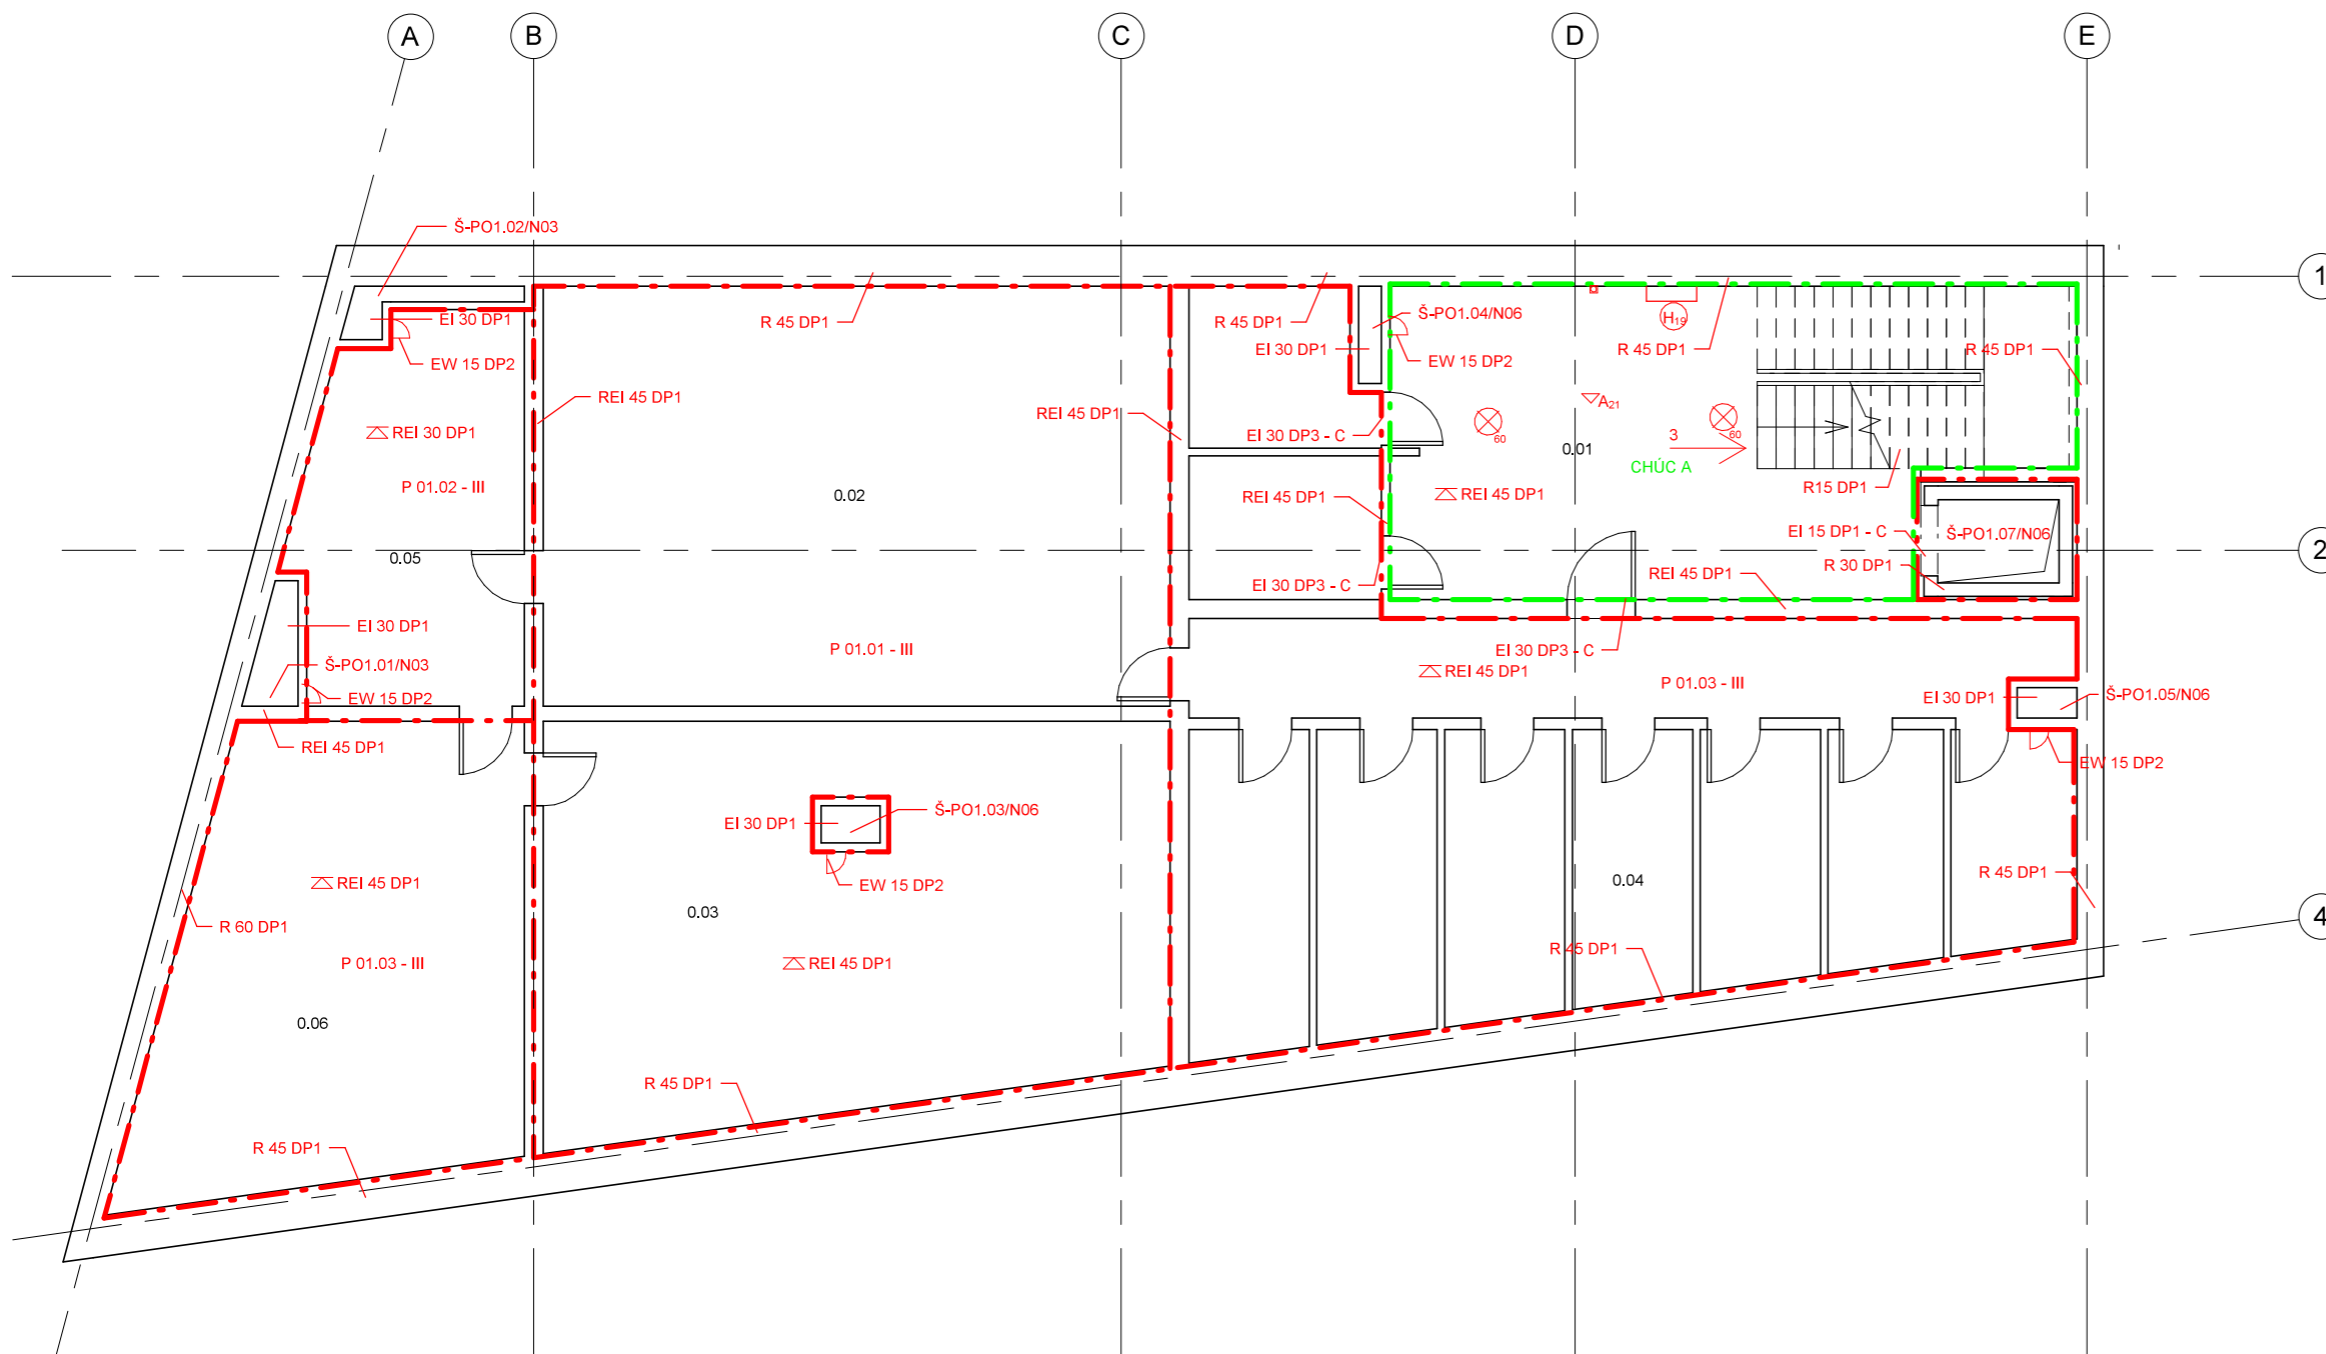 A
B
C
D
E
Š-PO1.02/N03
1
EI 30 DP1
R 45 DP1
R 45 DP1
Š-PO1.04/N06
H19
EI 30 DP1
R 45 DP1
R 45 DP1
EW 15 DP2
EW 15 DP2
REI 45 DP1
A21
REI 45 DP1
REI 30 DP1
EI 30 DP3 - C
60
60
3
0.01
CHÚC A
P 01.02 - III
0.02
REI 45 DP1
REI 45 DP1
R15 DP1
EI 15 DP1 - C
Š-PO1.07/N06
0.05
2
R 30 DP1
REI 45 DP1
EI 30 DP3 - C
EI 30 DP1
P 01.01 - III
EI 30 DP3 - C
Š-PO1.01/N03
REI 45 DP1
P 01.03 - III
EW 15 DP2
EI 30 DP1
Š-PO1.05/N06
REI 45 DP1
EW 15 DP2
Š-PO1.03/N06
EI 30 DP1
REI 45 DP1
EW 15 DP2
0.04
R 45 DP1
0.03
4
R 60 DP1
R 45 DP1
P 01.03 - III
REI 45 DP1
0.06
R 45 DP1
R 45 DP1